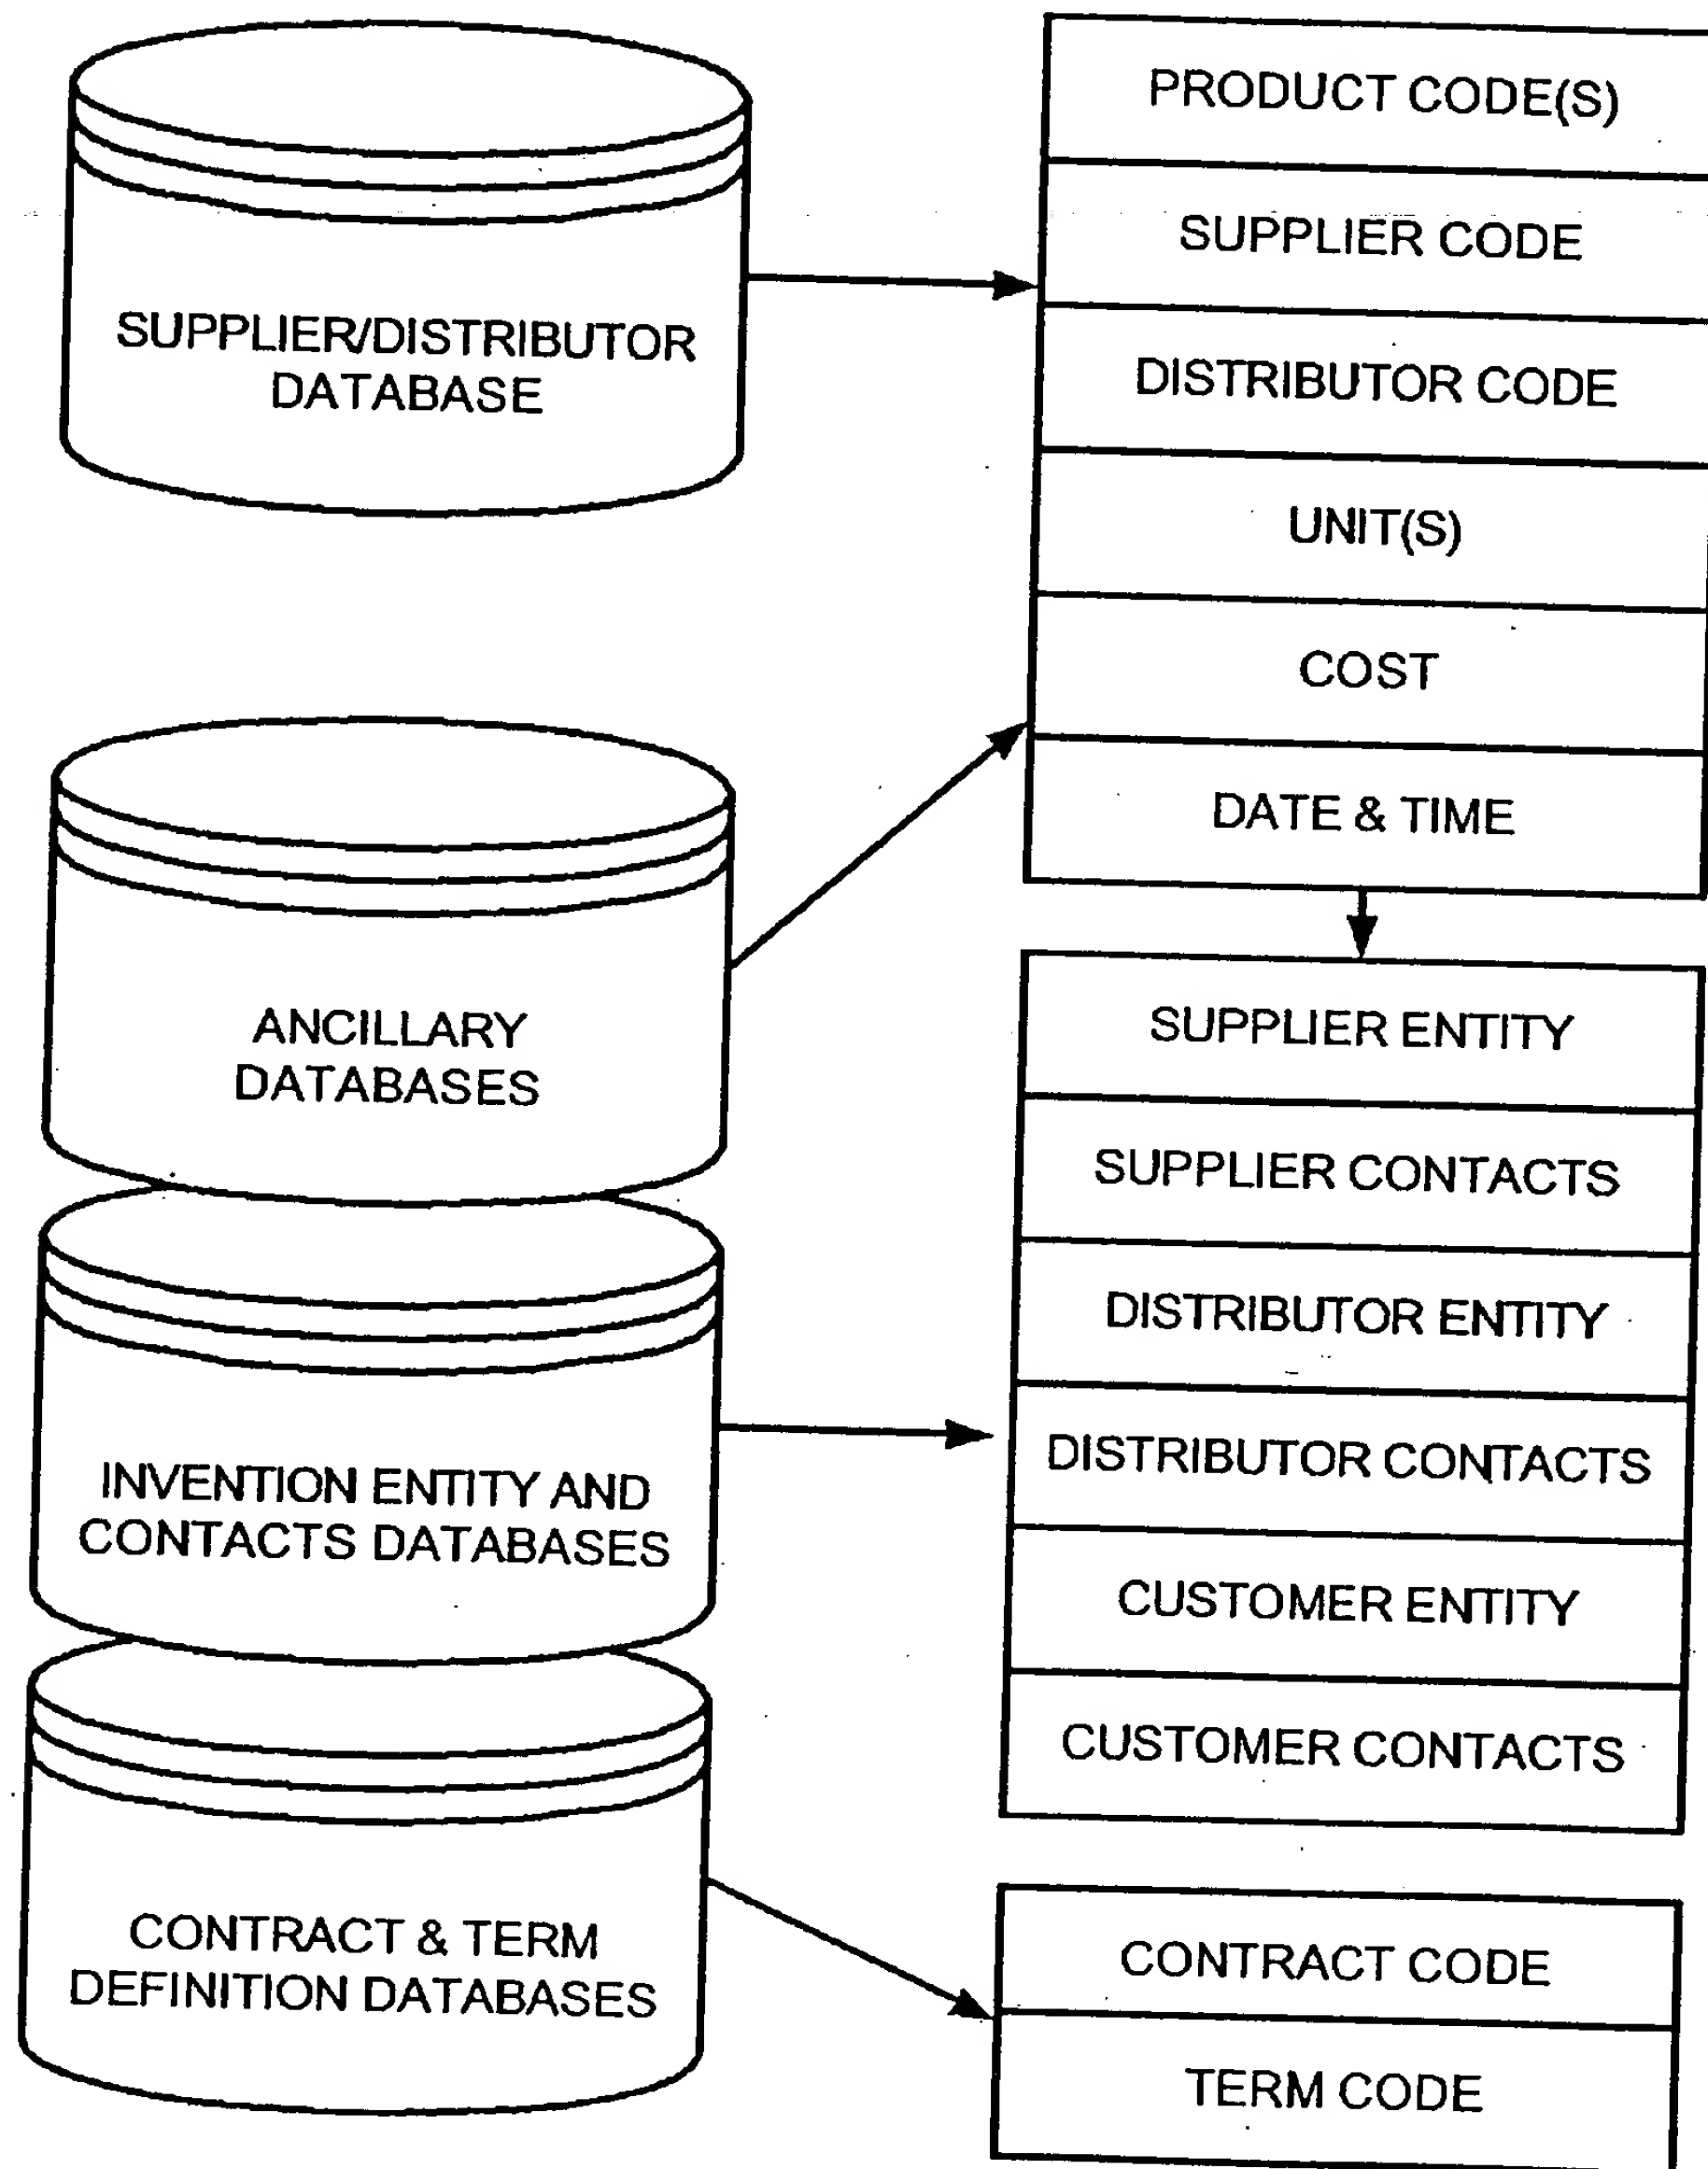 PRODUCT CODE(S)
SUPPLIER CODE
SUPPLIER/DISTRIBUTOR
DATABASE
DISTRIBUTOR CODE
UNIT(S)
COST
DATE & TIME
ANCILLARY
DATABASES
SUPPLIER ENTITY
SUPPLIER CONTACTS
DISTRIBUTOR ENTITY
DISTRIBUTOR CONTACTS
INVENTION ENTITY AND
CONTACTS DATABASES
CUSTOMER ENTITY
CUSTOMER CONTACTS
CONTRACT & TERM
DEFINITION DATABASES
CONTRACT CODE
TERM CODE